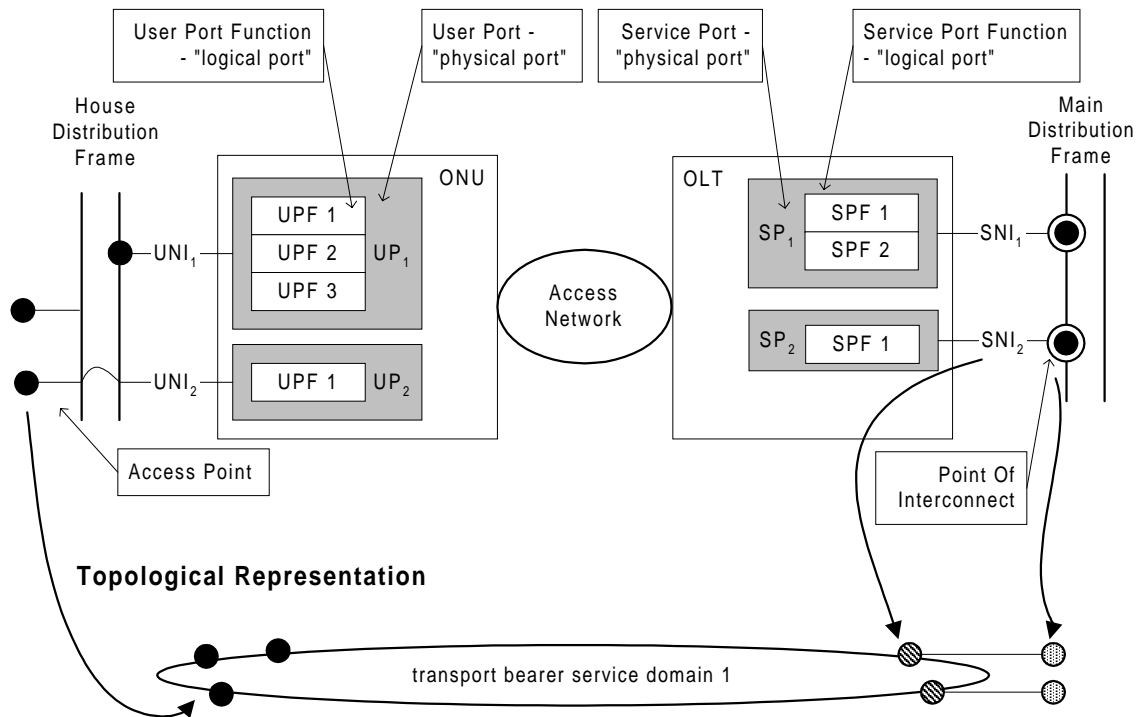 User Port Function
- "logical port"
User Port -
"physical port"
Service Port -
"physical port"
Service Port Function
- "logical port"
House
Distribution
Frame
Main
Distribution
Frame
ONU
OLT
UPF 1
UPF 2
UPF 3
UP1
UNI1
SP1
SPF 1
SPF 2
SNI1
Access
Network
UNI2
UPF 1
UP2
SP2
SPF 1
SNI2
Access Point
Point Of
Interconnect
Topological Representation
transport bearer service domain 1